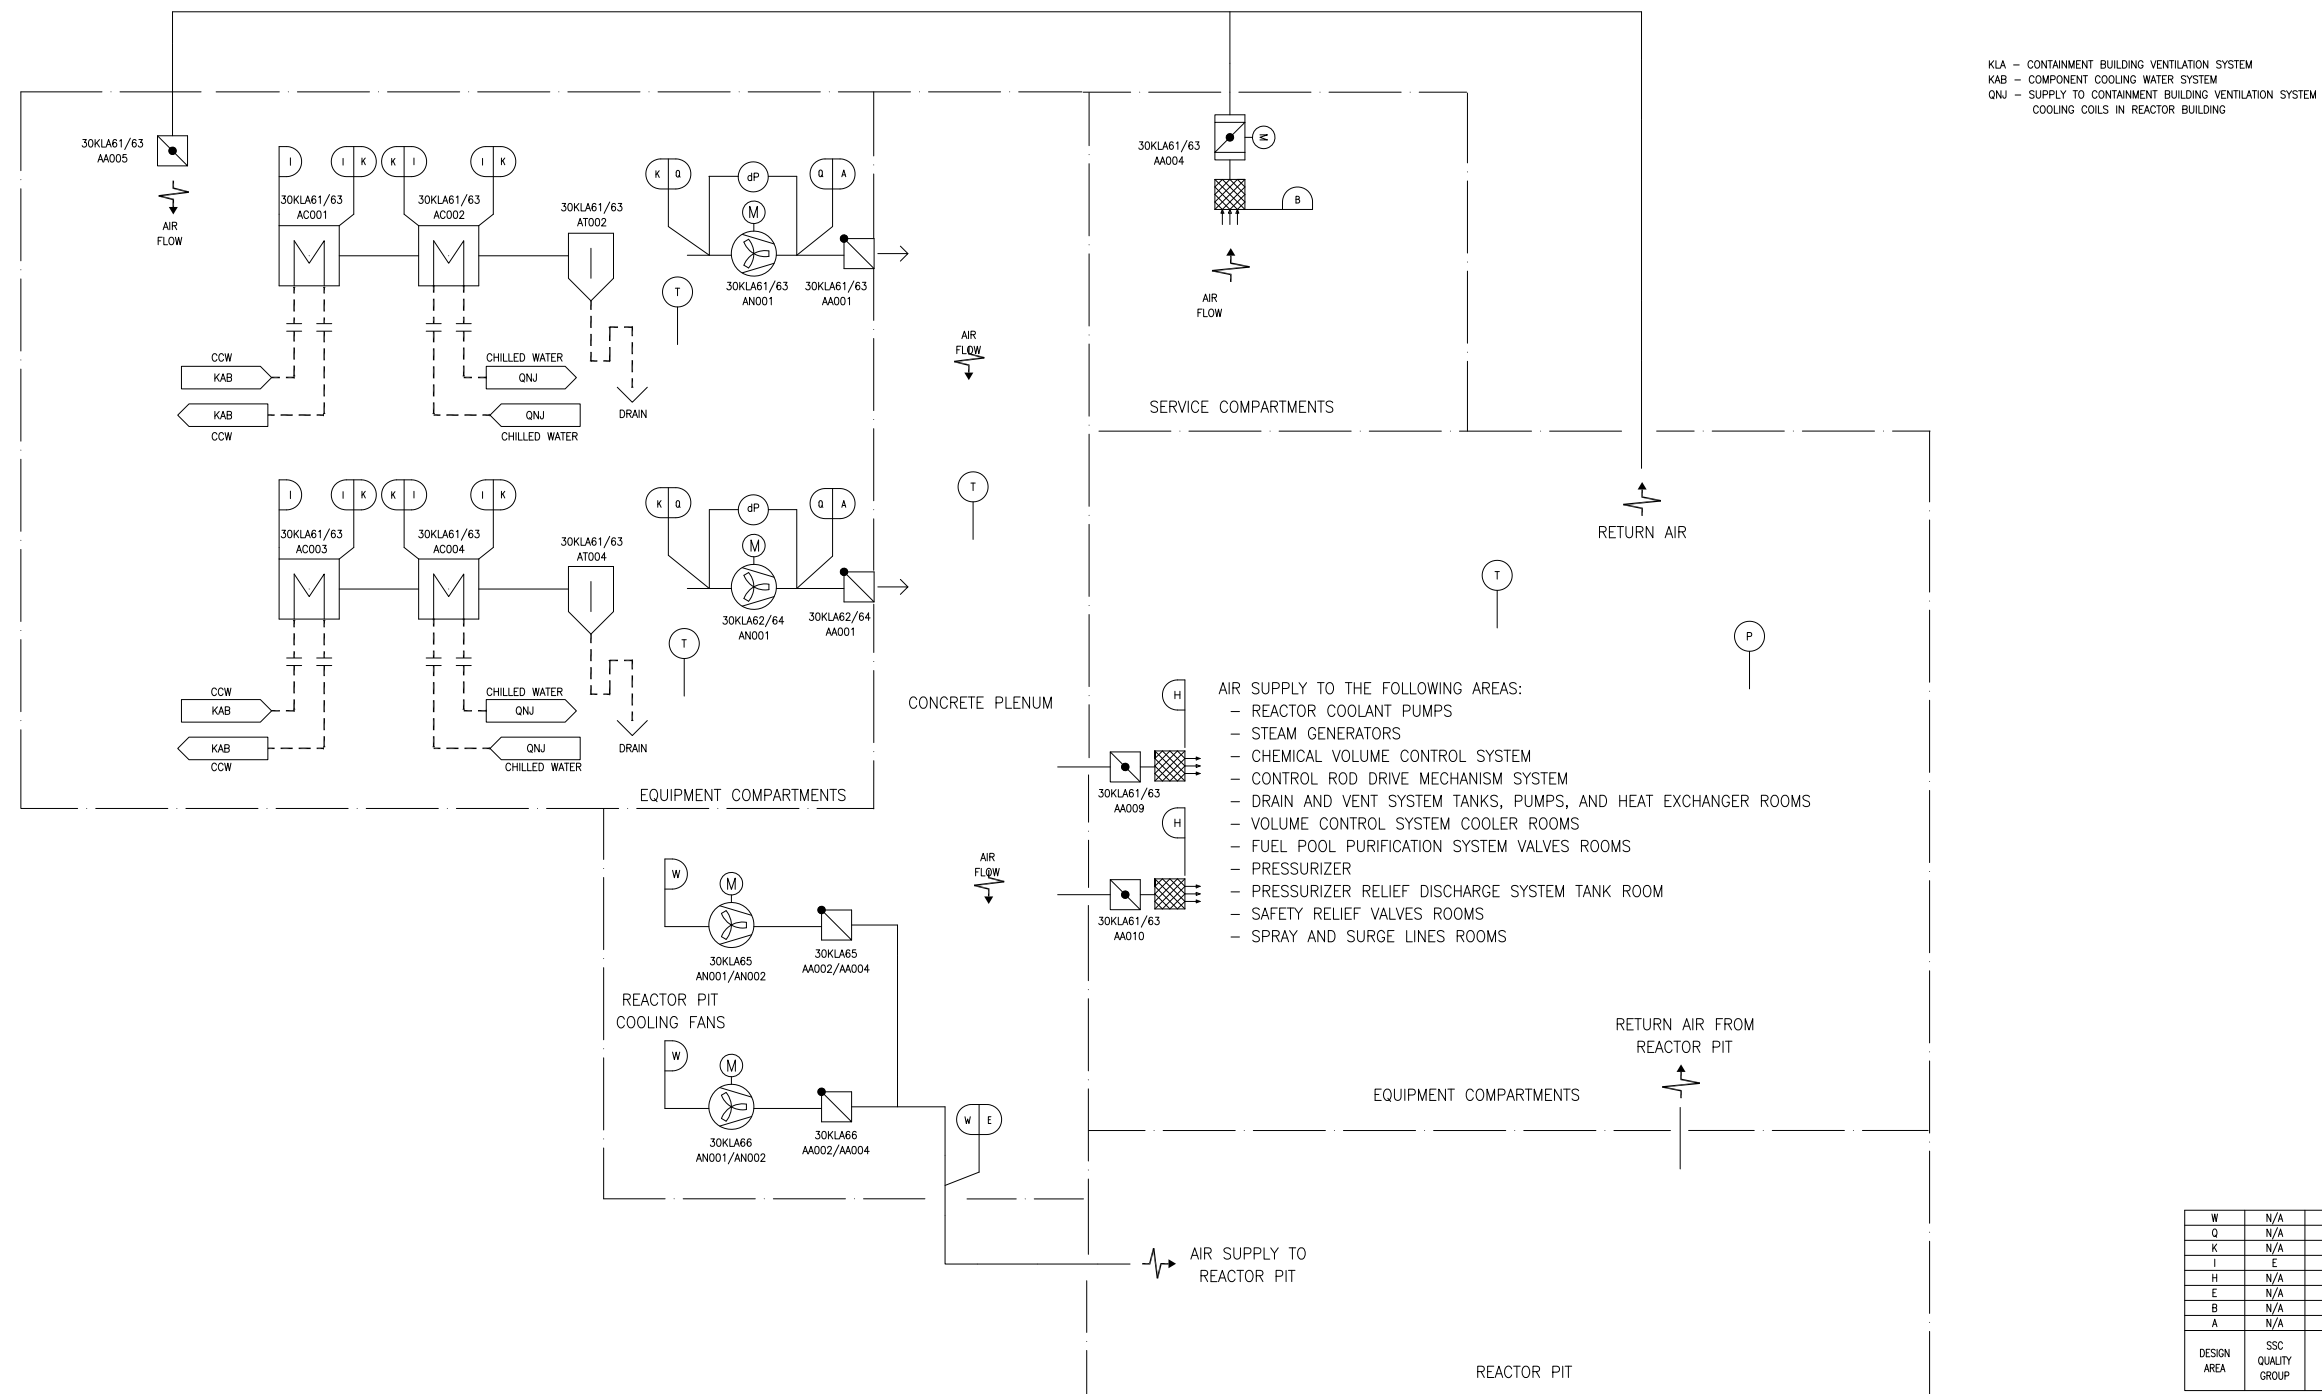 KLA – CONTAINMENT BUILDING VENTILATION SYSTEM
KAB – COMPONENT COOLING WATER SYSTEM
QNJ – SUPPLY TO CONTAINMENT BUILDING VENTILATION SYSTEM
COOLING COILS IN REACTOR BUILDING
30KLA61/63
AA005
AIR
FLOW
I
I K
K I
I K
30KLA61/63
AC001
30KLA61/63
AC002
30KLA61/63
AT002
K Q
dP
Q A
M
30KLA61/63
AN001
30KLA61/63
AA001
T
CCW
KAB
KAB
CCW
CHILLED WATER
QNJ
QNJ
CHILLED WATER
DRAIN
I
I K
K I
I K
30KLA61/63
AC003
30KLA61/63
AC004
30KLA61/63
AT004
K Q
dP
Q A
M
30KLA62/64
AN001
30KLA62/64
AA001
T
CCW
KAB
KAB
CCW
CHILLED WATER
QNJ
QNJ
CHILLED WATER
DRAIN
EQUIPMENT COMPARTMENTS
AIR
FLOW
T
CONCRETE PLENUM
AIR
FLOW
30KLA61/63
AA004
M
B
AIR
FLOW
SERVICE COMPARTMENTS
RETURN AIR
T
P
H
30KLA61/63
AA009
H
30KLA61/63
AA010
AIR SUPPLY TO THE FOLLOWING AREAS:
– REACTOR COOLANT PUMPS
– STEAM GENERATORS
– CHEMICAL VOLUME CONTROL SYSTEM
– CONTROL ROD DRIVE MECHANISM SYSTEM
– DRAIN AND VENT SYSTEM TANKS, PUMPS, AND HEAT EXCHANGER ROOMS
– VOLUME CONTROL SYSTEM COOLER ROOMS
– FUEL POOL PURIFICATION SYSTEM VALVES ROOMS
– PRESSURIZER
– PRESSURIZER RELIEF DISCHARGE SYSTEM TANK ROOM
– SAFETY RELIEF VALVES ROOMS
– SPRAY AND SURGE LINES ROOMS
RETURN AIR FROM
REACTOR PIT
EQUIPMENT COMPARTMENTS
W
M
30KLA65
AN001/AN002
30KLA65
AA002/AA004
REACTOR PIT
COOLING FANS
W
M
30KLA66
AN001/AN002
30KLA66
AA002/AA004
W E
AIR SUPPLY TO
REACTOR PIT
REACTOR PIT
W N/A
Q N/A
K N/A
I E
H N/A
E N/A
B N/A
A N/A
DESIGN
AREA
SSC
QUALITY
GROUP